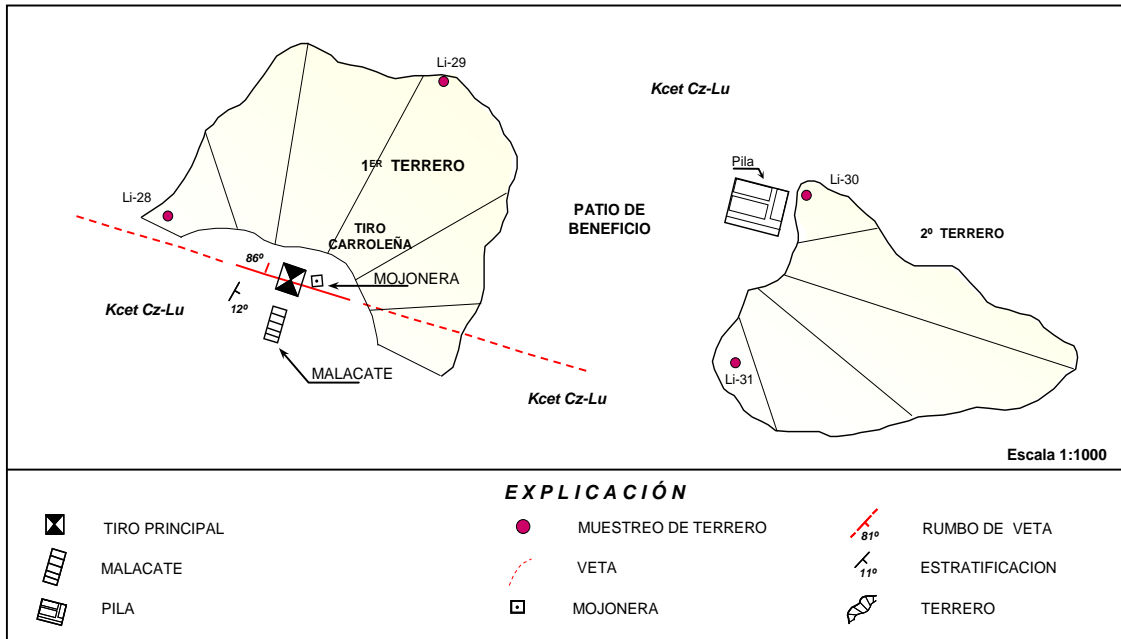 Li-29
Kcet Cz-Lu
1ER TERRERO
Pila
Li-30
Li-28
PATIO DE
BENEFICIO
2º TERRERO
TIRO
CARROLEÑA
86º
MOJONERA
Kcet Cz-Lu
12º
MALACATE
Li-31
Kcet Cz-Lu
Escala 1:1000
EXPLICACIÓN
TIRO PRINCIPAL
MUESTREO DE TERRERO
81º
RUMBO DE VETA
MALACATE
VETA
11º
ESTRATIFICACION
PILA
MOJONERA
TERRERO